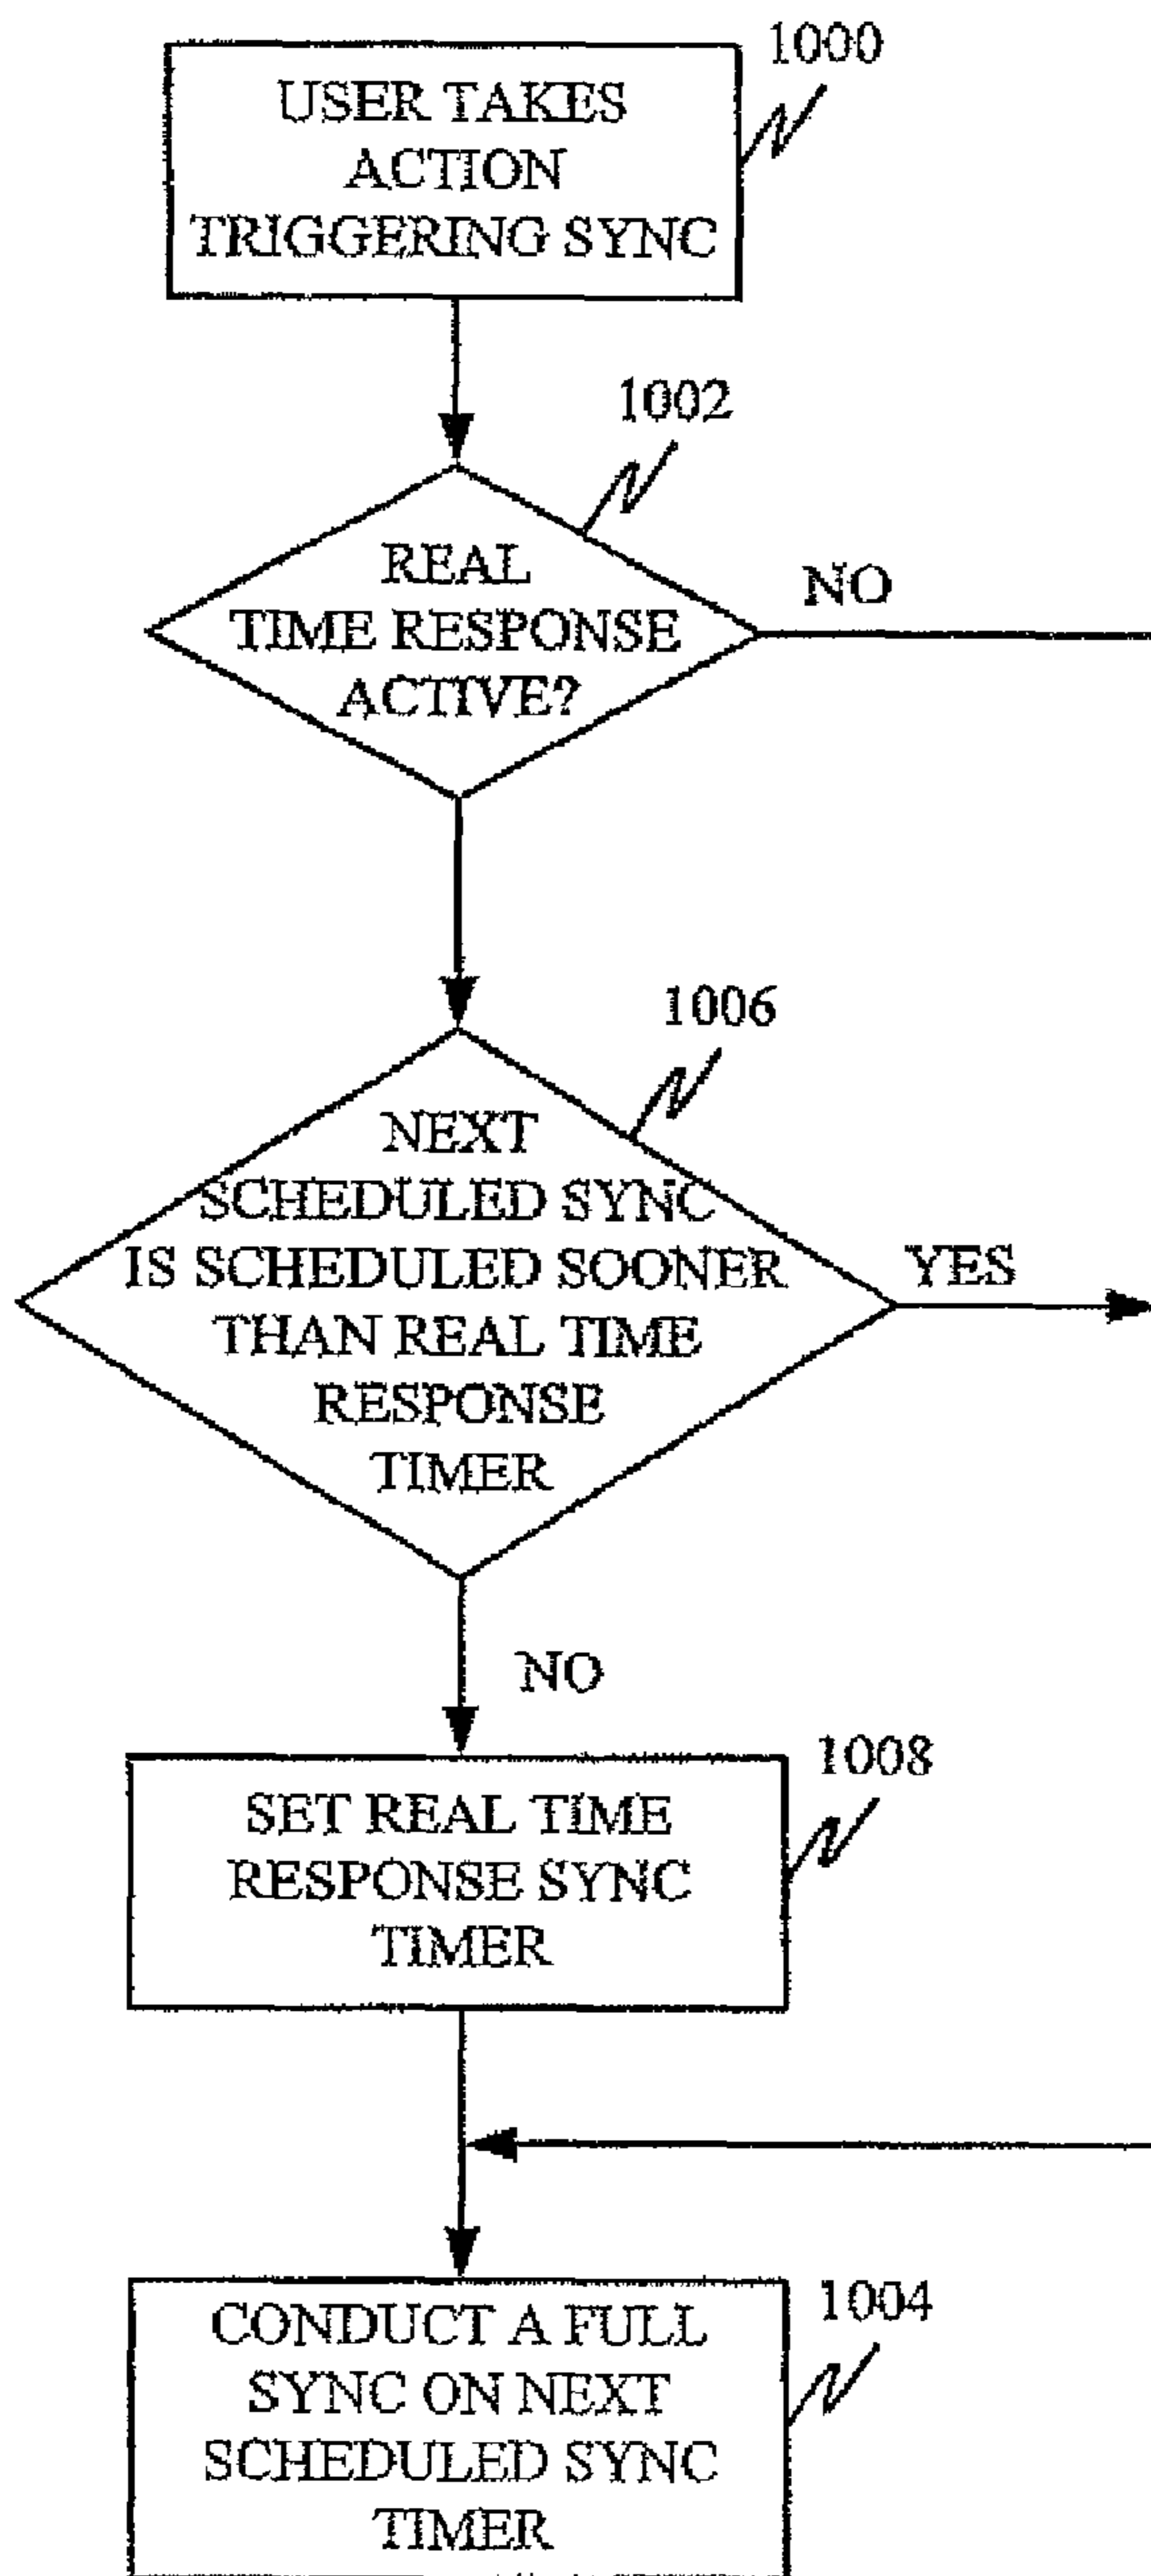 1000
USER TAKES
ACTION
TRIGGERING SYNC
1002
REAL
TIME RESPONSE
ACTIVE?
NO
1006
NEXT
SCHEDULED SYNC
IS SCHEDULED SOONER
THAN REAL TIME
RESPONSE
TIMER
YES
NO
1008
SET REAL TIME
RESPONSE SYNC
TIMER
1004
CONDUCT A FULL
SYNC ON NEXT
SCHEDULED SYNC
TIMER